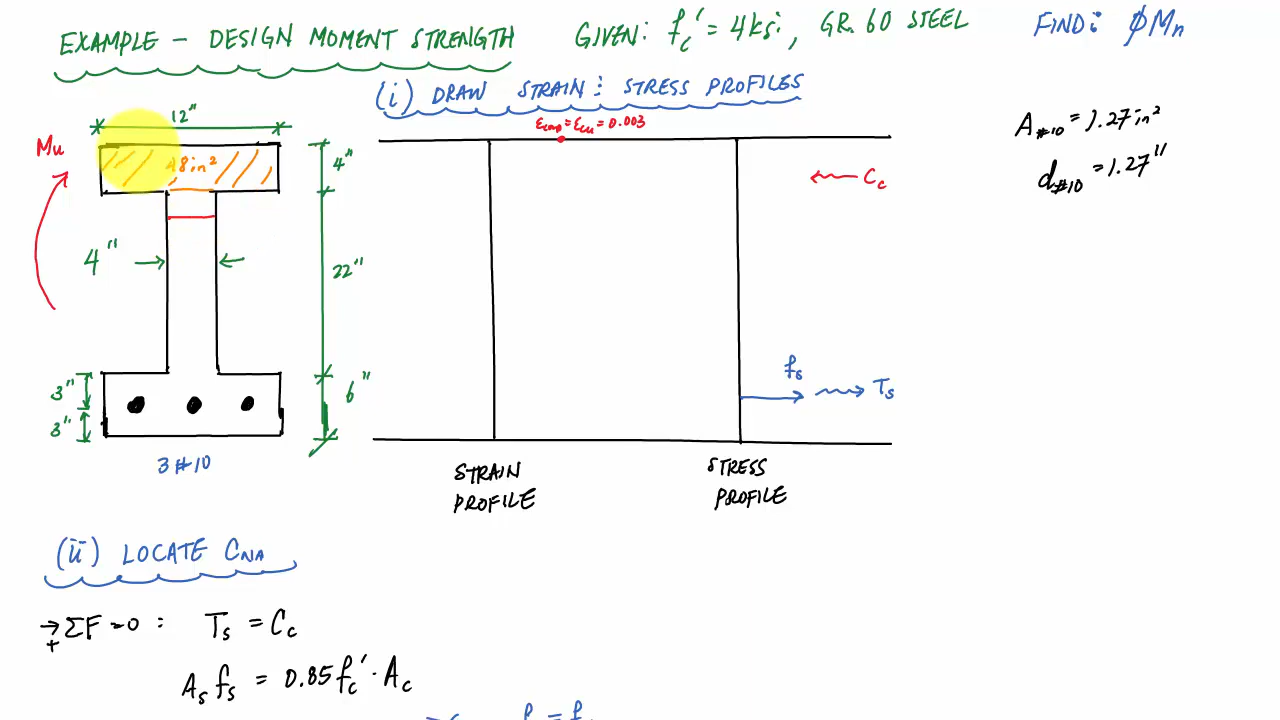 EXAMPLE - DESIGN MOMENT STRENGTH
GIVEN: f'c = 4ksi, GR. 60 STEEL
FIND: φMn
(i) DRAW STRAIN & STRESS PROFILES
A#10 = 1.27in²
d#10 = 1.27"
12"
εcmp = εcu = 0.003
Mu
48in²
4"
Cc
4"
22"
fs
Ts
3"
3"
6"
3#10
STRAIN PROFILE
STRESS PROFILE
(ii) LOCATE CNA
→+ ΣF = 0 : Ts = Cc
As fs = 0.85 f'c · Ac